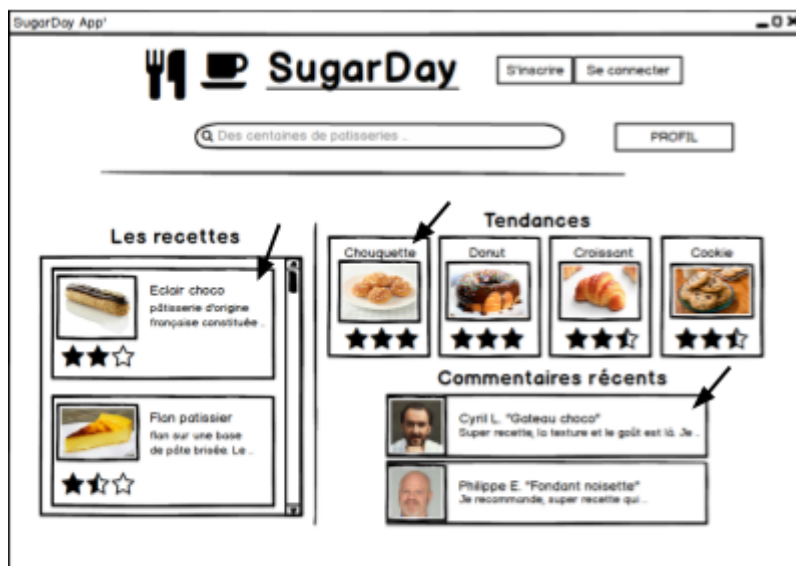 SugarDay App'
SugarDay
S'inscrire
Se connecter
Des centaines de patisseries ..
PROFIL
Les recettes
Eclair choco
pâtisserie d'origine
française constituée ..
Flan patissier
flan sur une base
de pâte brisée. Le ..
Tendances
Chouquette
Donut
Croissant
Cookie
Commentaires récents
Cyril L. "Gateau choco"
Super recette, la texture et le goût est là. Je ..
Philippe E. "Fondant noisette"
Je recommande, super recette qui ..